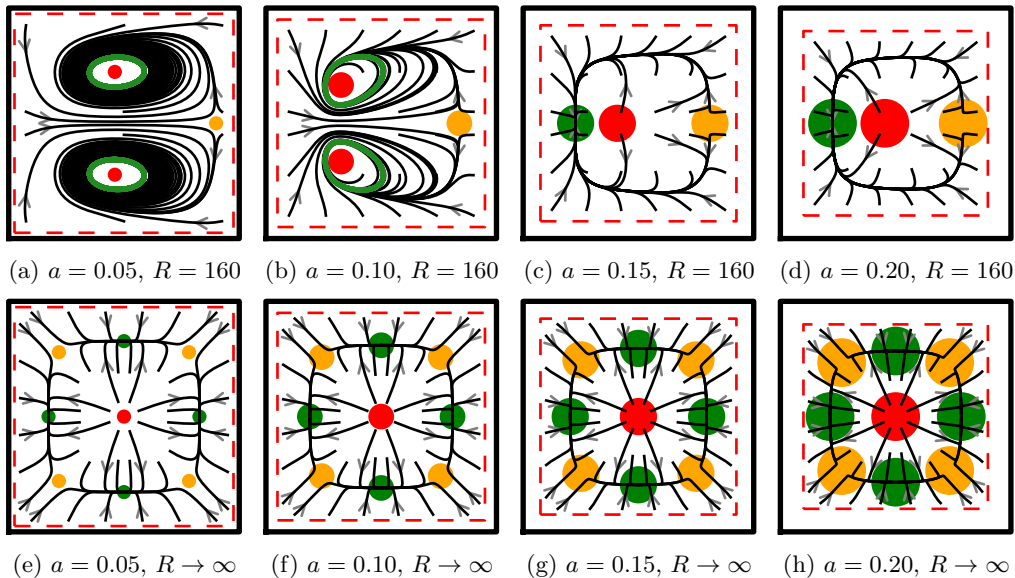 (a) a = 0.05, R = 160
(b) a = 0.10, R = 160
(c) a = 0.15, R = 160
(d) a = 0.20, R = 160
(e) a = 0.05, R → ∞
(f) a = 0.10, R → ∞
(g) a = 0.15, R → ∞
(h) a = 0.20, R → ∞